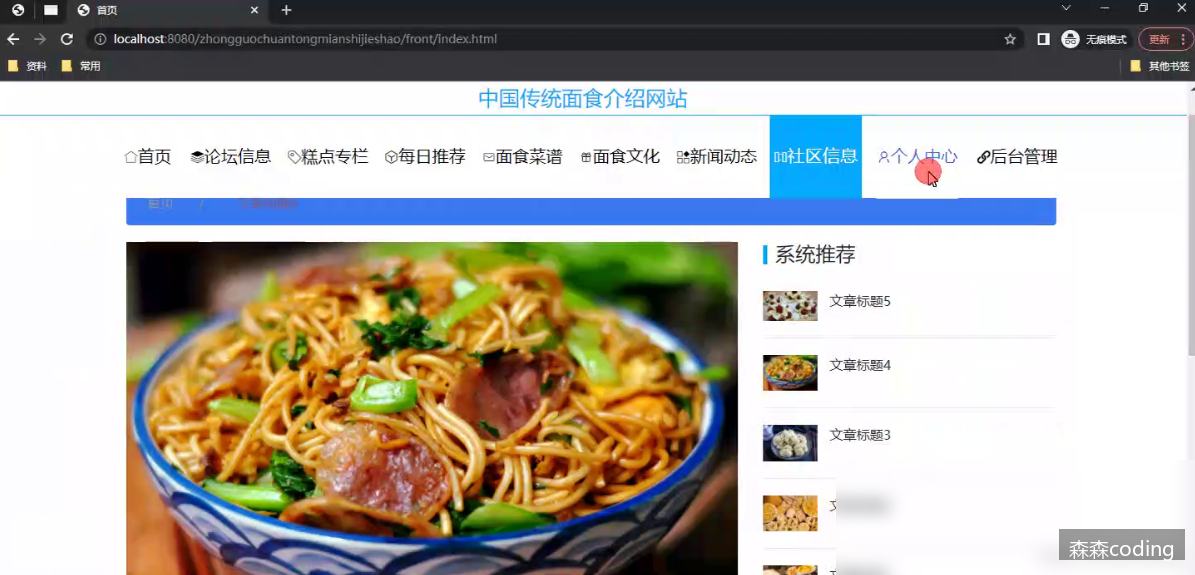 首页
localhost:8080/zhongguochuantongmianshijieshao/front/index.html
无痕模式
更新
资料
常用
其他书签
中国传统面食介绍网站
首页 论坛信息 糕点专栏 每日推荐 面食菜谱 面食文化 新闻动态 社区信息 个人中心 后台管理
首页 /
系统推荐
文章标题5
文章标题4
文章标题3
森森coding